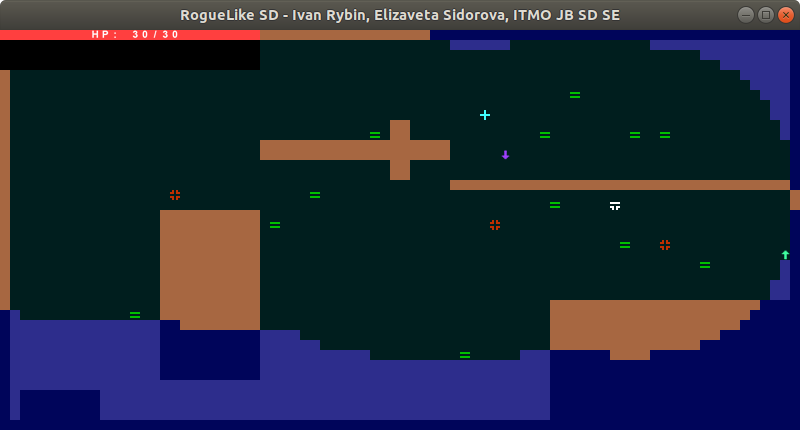 RogueLike SD - Ivan Rybin, Elizaveta Sidorova, ITMO JB SD SE
HP: 30/30